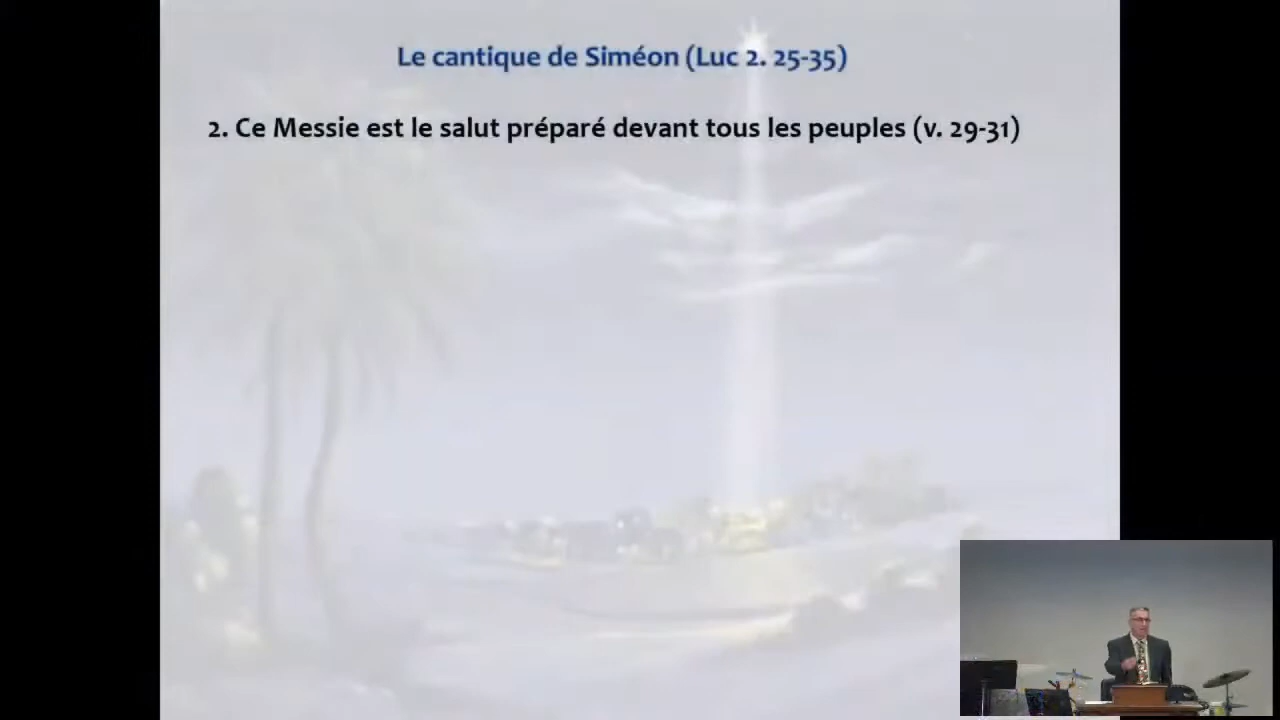 Le cantique de Siméon (Luc 2. 25-35)
2. Ce Messie est le salut préparé devant tous les peuples (v. 29-31)